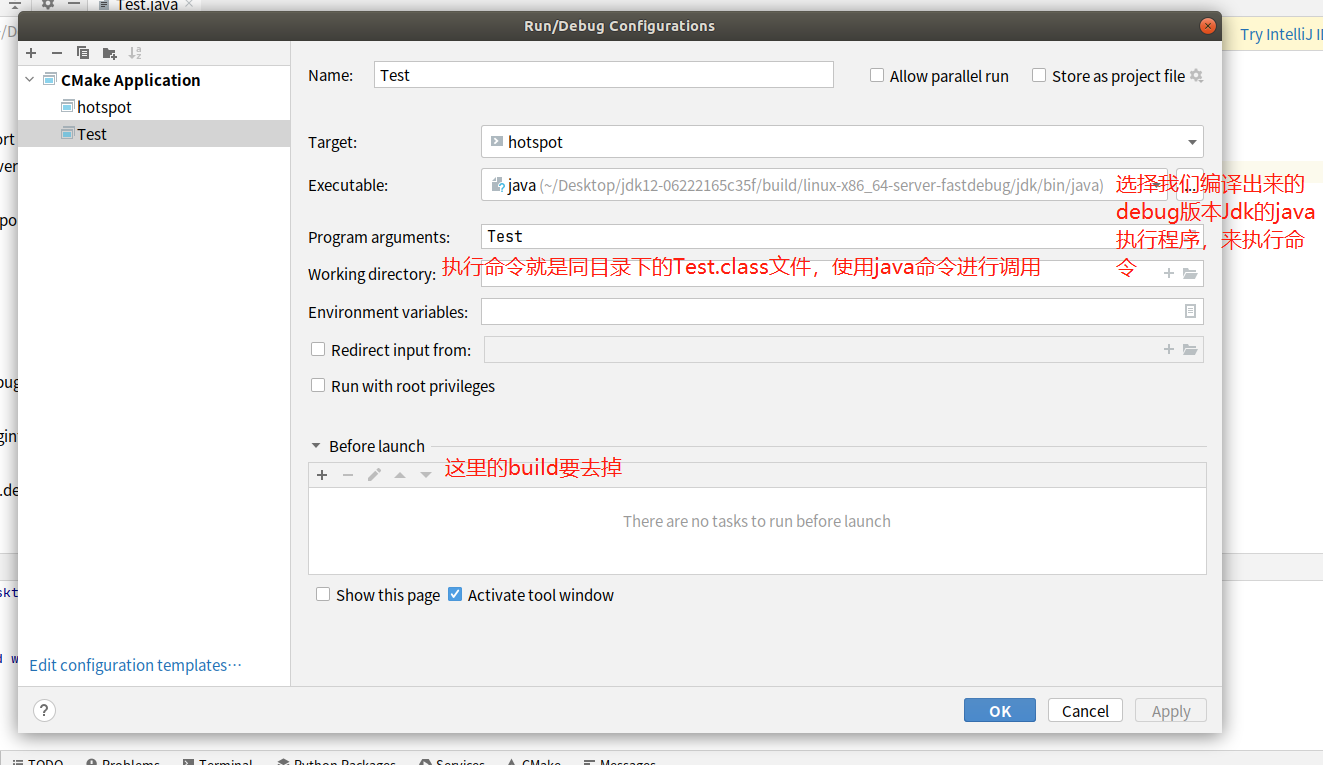 Test.java
Run/Debug Configurations
Try IntelliJ
CMake Application
hotspot
Test
Name:
Test
Allow parallel run
Store as project file
Target:
hotspot
Executable:
java (~/Desktop/jdk12-06222165c35f/build/linux-x86_64-server-fastdebug/jdk/bin/java)
选择我们编译出来的
debug版本Jdk的java
执行程序，来执行命
令
Program arguments:
Test
Working directory:
执行命令就是同目录下的Test.class文件，使用java命令进行调用
Environment variables:
Redirect input from:
Run with root privileges
Before launch
这里的build要去掉
There are no tasks to run before launch
Show this page
Activate tool window
Edit configuration templates...
?
OK
Cancel
Apply
TODO
Problems
Terminal
Python Packages
Services
CMake
Messages